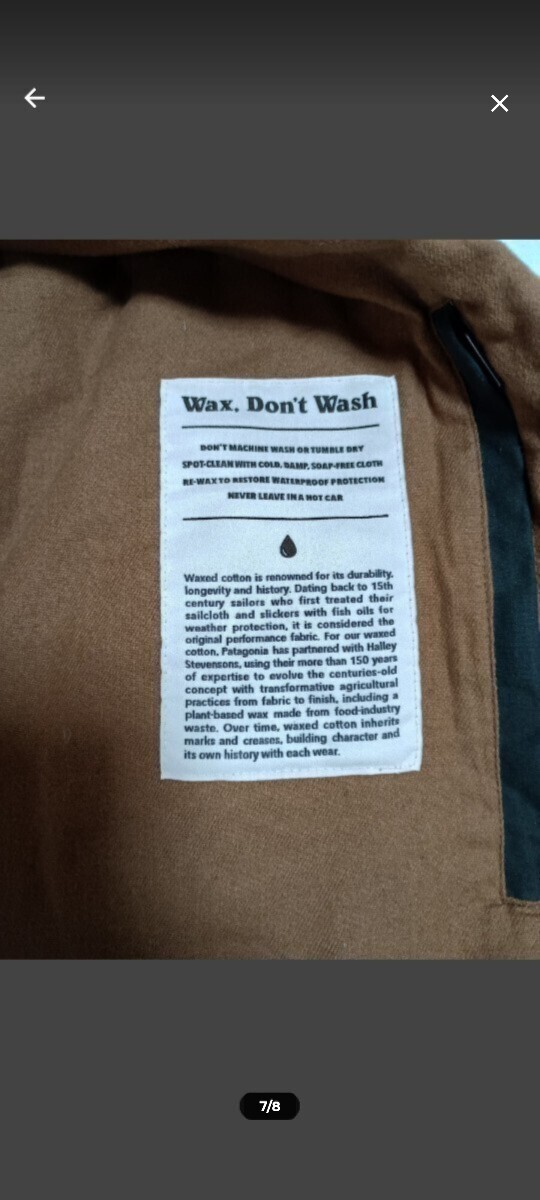 Wax, Don't Wash
DON'T MACHINE WASH OR TUMBLE DRY
SPOT-CLEAN WITH COLD, DAMP, SOAP-FREE CLOTH
RE-WAX TO RESTORE WATERPROOF PROTECTION
NEVER LEAVE IN A HOT CAR
Waxed cotton is renowned for its durability,
longevity and history. Dating back to 15th
century sailors who first treated their
sailcloth and slickers with fish oils for
weather protection, it is considered the
original performance fabric. For our waxed
cotton, Patagonia has partnered with Halley
Stevensons, using their more than 150 years
of expertise to evolve the centuries-old
concept with transformative agricultural
practices from fabric to finish, including a
plant-based wax made from food-industry
waste. Over time, waxed cotton inherits
marks and creases, building character and
its own history with each wear.
7/8